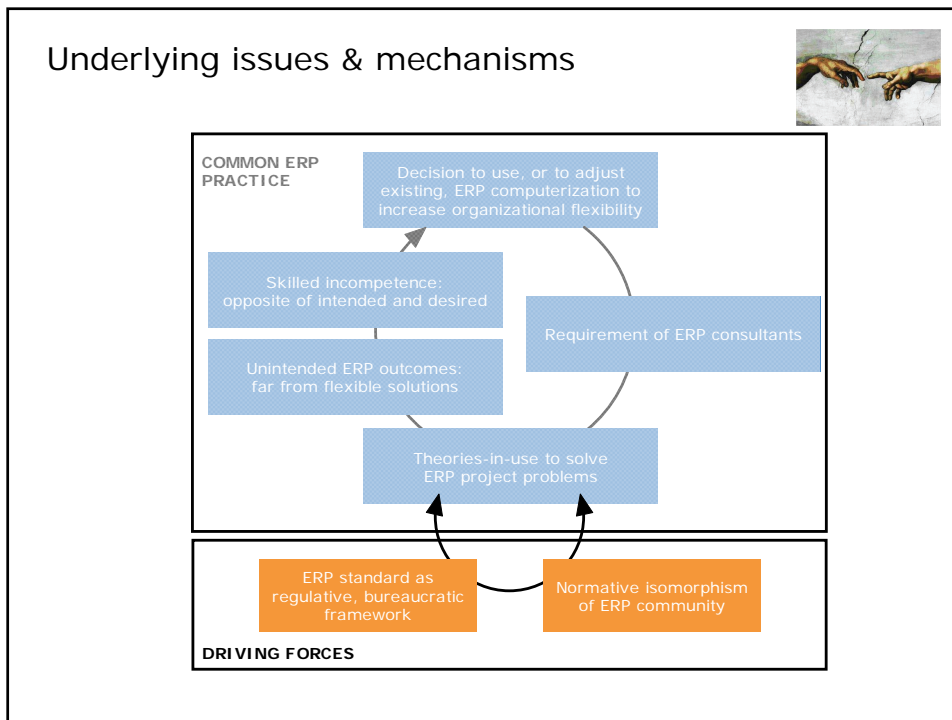 Underlying issues & mechanisms
COMMON ERP
PRACTICE
Decision to use, or to adjust
existing, ERP computerization to
increase organizational flexibility
Skilled incompetence:
opposite of intended and desired
Requirement of ERP consultants
Unintended ERP outcomes:
far from flexible solutions
Theories-in-use to solve
ERP project problems
ERP standard as
regulative, bureaucratic
framework
Normative isomorphism
of ERP community
DRIVING FORCES